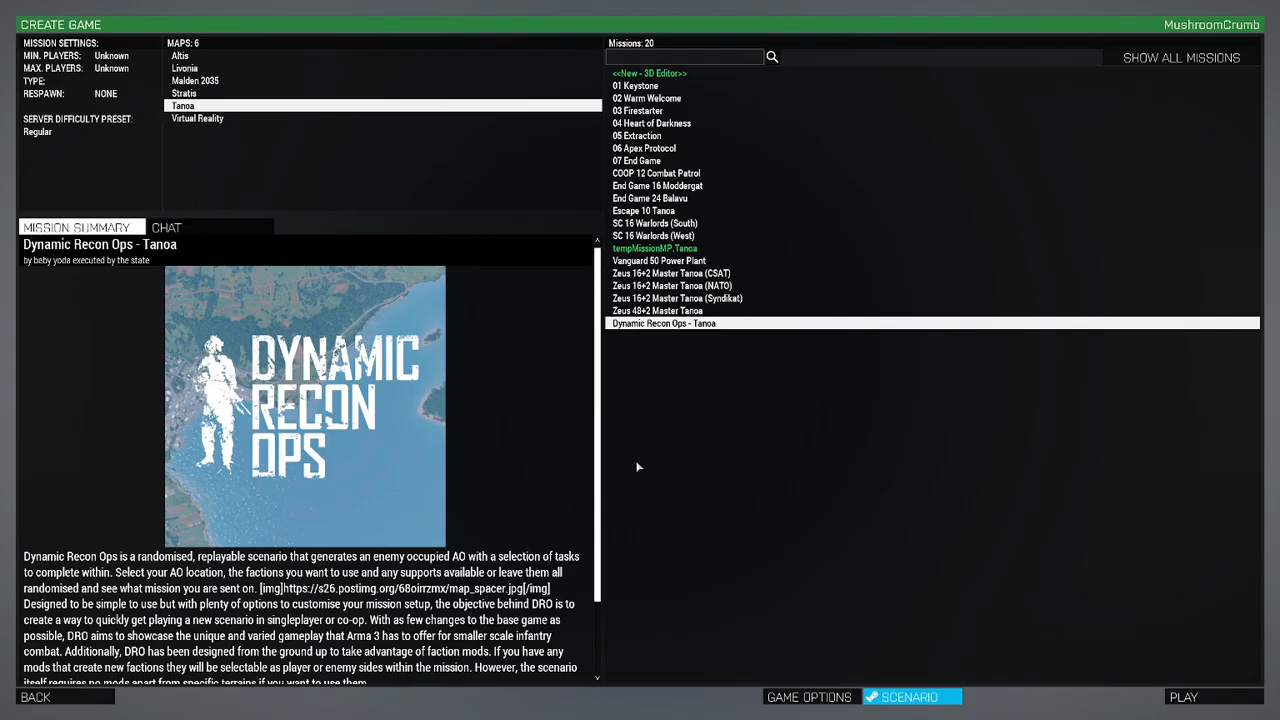 CREATE GAME
MushroomCrumb
MISSION SETTINGS:
MIN. PLAYERS: Unknown
MAX. PLAYERS: Unknown
TYPE:
RESPAWN: NONE
SERVER DIFFICULTY PRESET:
Regular
MAPS: 6
Altis
Livonia
Malden 2035
Stratis
Tanoa
Virtual Reality
Missions: 20
SHOW ALL MISSIONS
<<New - 3D Editor>>
01 Keystone
02 Warm Welcome
03 Firestarter
04 Heart of Darkness
05 Extraction
06 Apex Protocol
07 End Game
COOP 12 Combat Patrol
End Game 16 Moddergat
End Game 24 Balavu
Escape 10 Tanoa
SC 16 Warlords (South)
SC 16 Warlords (West)
tempMissionMP.Tanoa
Vanguard 50 Power Plant
Zeus 16+2 Master Tanoa (CSAT)
Zeus 16+2 Master Tanoa (NATO)
Zeus 16+2 Master Tanoa (Syndikat)
Zeus 48+2 Master Tanoa
Dynamic Recon Ops - Tanoa
MISSION SUMMARY
CHAT
Dynamic Recon Ops - Tanoa
by baby yoda executed by the state
DYNAMIC
RECON
OPS
Dynamic Recon Ops is a randomised, replayable scenario that generates an enemy occupied AO with a selection of tasks
to complete within. Select your AO location, the factions you want to use and any supports available or leave them all
randomised and see what mission you are sent on. [img]https://s26.postimg.org/68oirrzmx/map_spacer.jpg[/img]
Designed to be simple to use but with plenty of options to customise your mission setup, the objective behind DRO is to
create a way to quickly get playing a new scenario in singleplayer or co-op. With as few changes to the base game as
possible, DRO aims to showcase the unique and varied gameplay that Arma 3 has to offer for smaller scale infantry
combat. Additionally, DRO has been designed from the ground up to take advantage of faction mods. If you have any
mods that create new factions they will be selectable as player or enemy sides within the mission. However, the scenario
itself requires no mods apart from specific terrains if you want to use them.
BACK
GAME OPTIONS
SCENARIO
PLAY